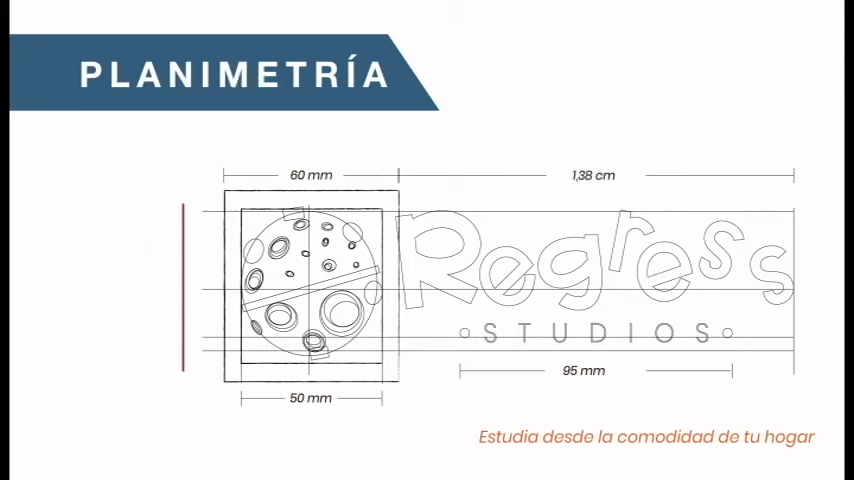 PLANIMETRÍA
60 mm
1,38 cm
Regress
STUDIOS
95 mm
50 mm
Estudia desde la comodidad de tu hogar